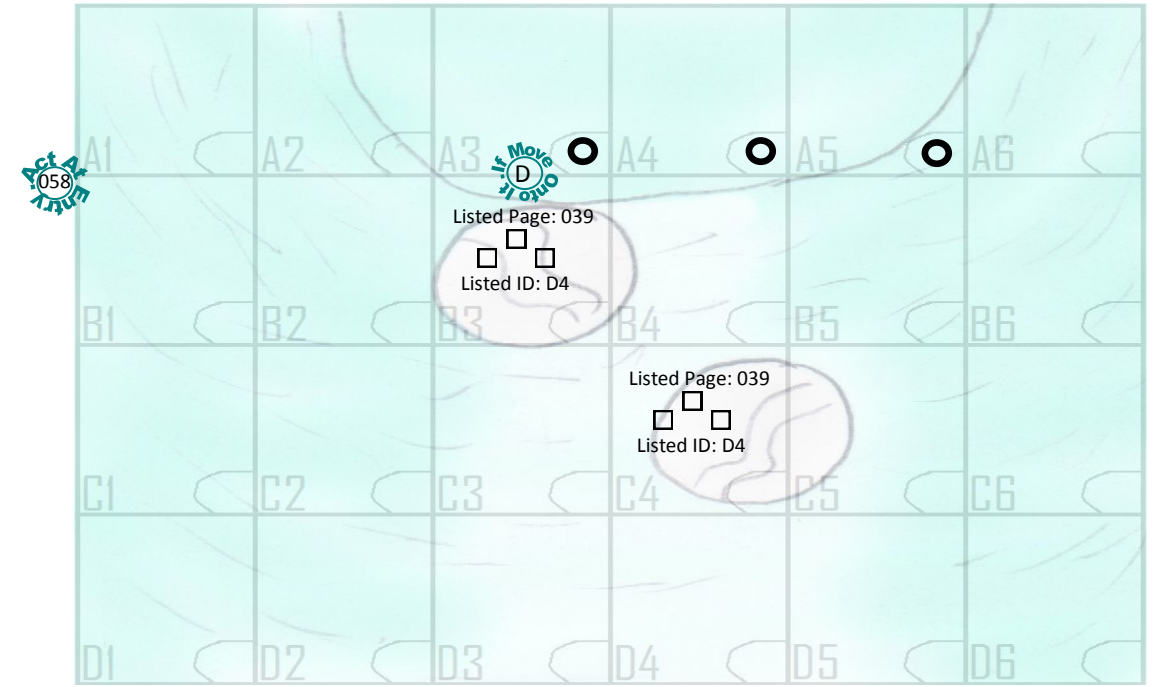 A1 A2 A3 A4 A5 A6
Act At Entry.
058
If Move Onto It.
D
Listed Page: 039
Listed ID: D4
B1 B2 B3 B4 B5 B6
Listed Page: 039
Listed ID: D4
C1 C2 C3 C4 C5 C6
D1 D2 D3 D4 D5 D6